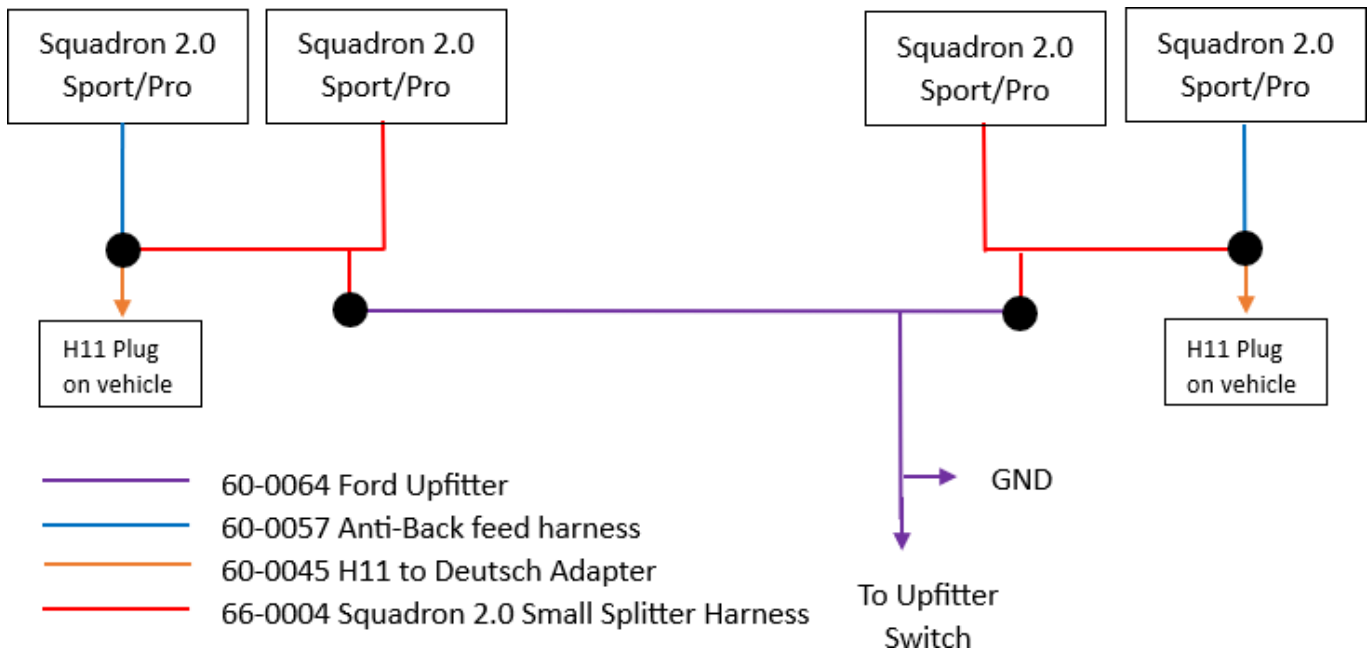 Squadron 2.0
Sport/Pro
Squadron 2.0
Sport/Pro
Squadron 2.0
Sport/Pro
Squadron 2.0
Sport/Pro
H11 Plug
on vehicle
H11 Plug
on vehicle
60-0064 Ford Upfitter
60-0057 Anti-Back feed harness
60-0045 H11 to Deutsch Adapter
66-0004 Squadron 2.0 Small Splitter Harness
GND
To Upfitter
Switch